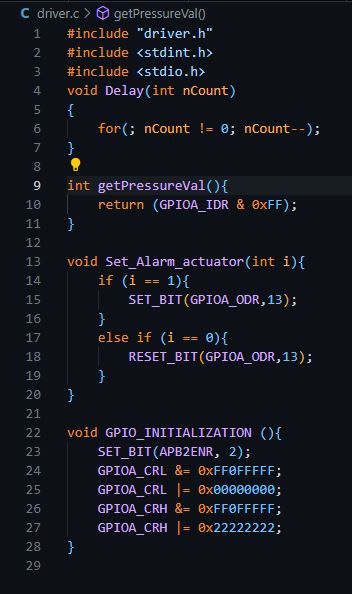 driver.c > getPressureVal()
1 #include "driver.h"
2 #include <stdint.h>
3 #include <stdio.h>
4 void Delay(int nCount)
5 {
6     for(; nCount != 0; nCount--);
7 }
8
9 int getPressureVal(){
10     return (GPIOA_IDR & 0xFF);
11 }
12
13 void Set_Alarm_actuator(int i){
14     if (i == 1){
15         SET_BIT(GPIOA_ODR,13);
16     }
17     else if (i == 0){
18         RESET_BIT(GPIOA_ODR,13);
19     }
20 }
21
22 void GPIO_INITIALIZATION (){
23     SET_BIT(APB2ENR, 2);
24     GPIOA_CRL &= 0xFF0FFFFF;
25     GPIOA_CRL |= 0x00000000;
26     GPIOA_CRH &= 0xFF0FFFFF;
27     GPIOA_CRH |= 0x22222222;
28 }
29